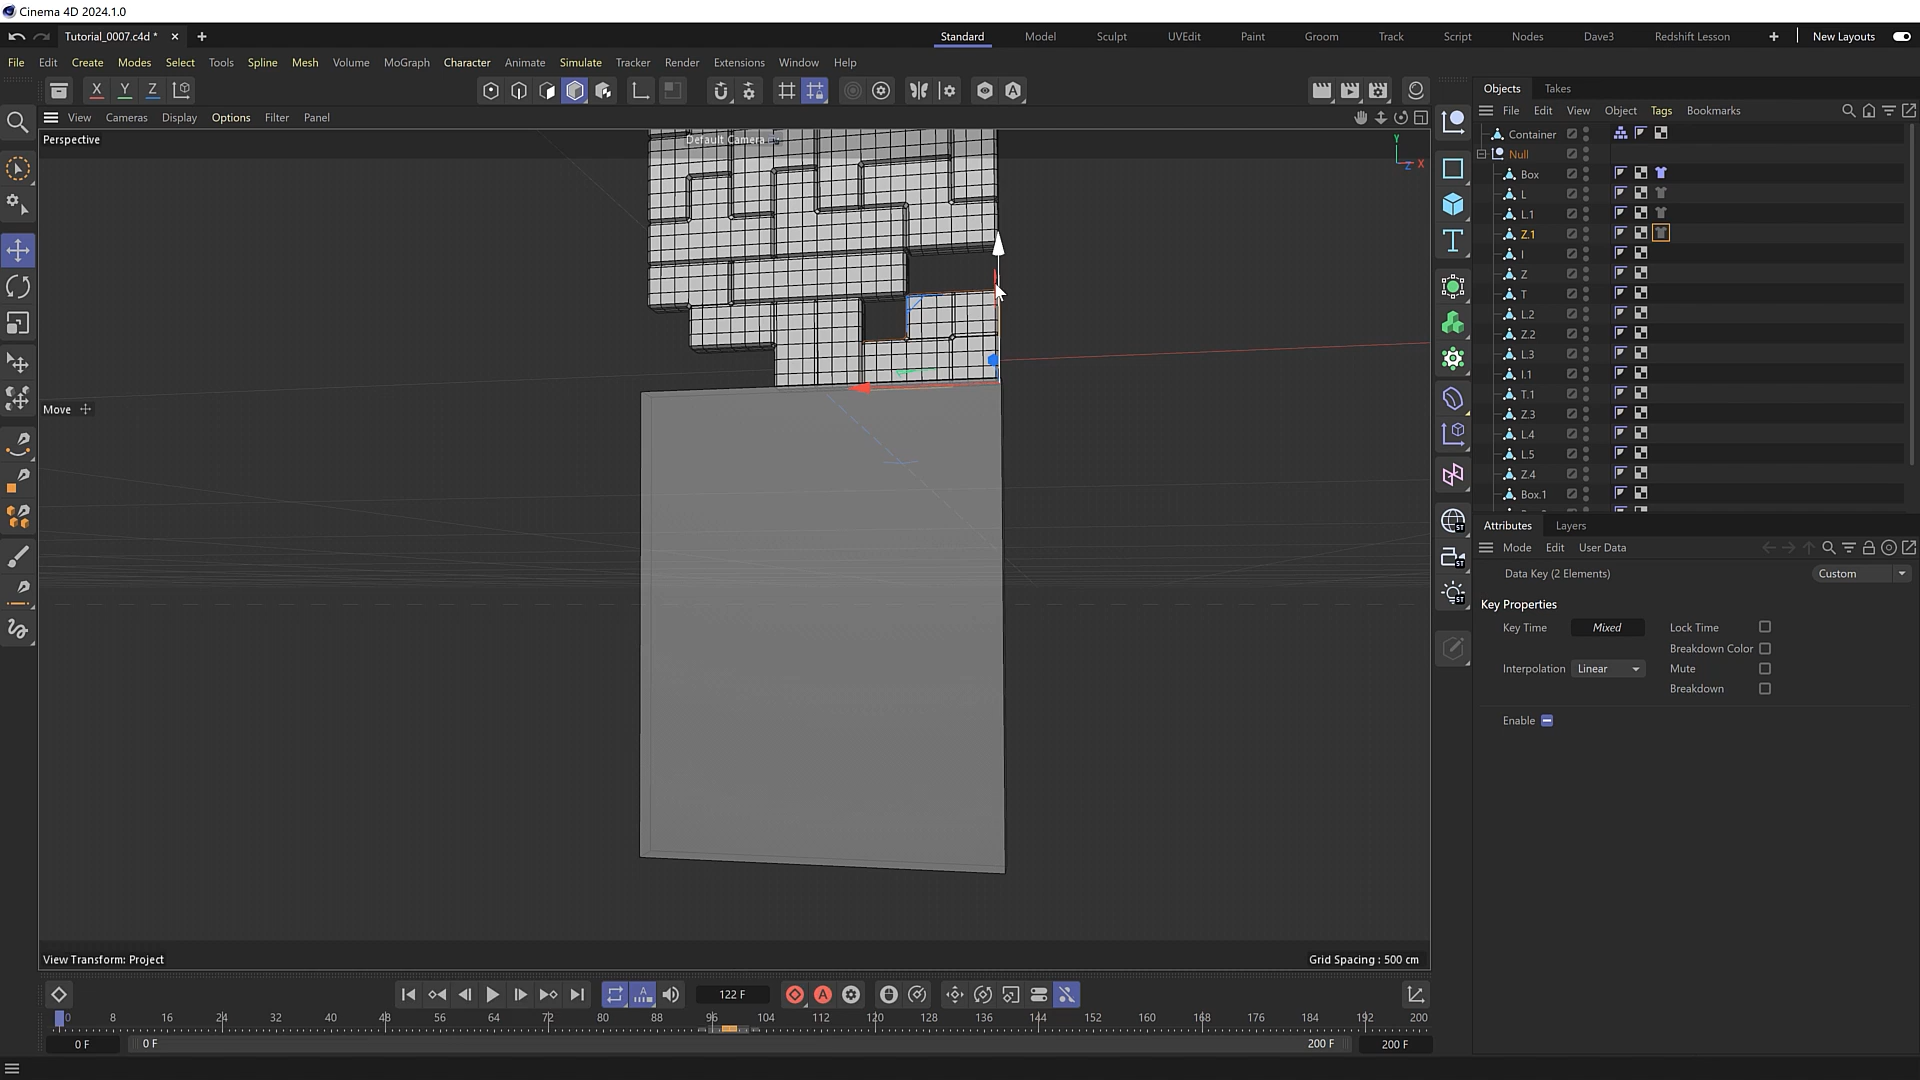 Cinema 4D 2024.1.0
Tutorial_0007.c4d *
Standard Model Sculpt UVEdit Paint Groom Track Script Nodes Dave3 Redshift Lesson New Layouts
File Edit Create Modes Select Tools Spline Mesh Volume MoGraph Character Animate Simulate Tracker Render Extensions Window Help
X Y Z
View Cameras Display Options Filter Panel
Perspective
Default Camera
Y
X
Z
Move
View Transform: Project
Grid Spacing : 500 cm
Objects Takes
File Edit View Object Tags Bookmarks
Container
Null
Box
L
L.1
Z.1
I
Z
T
L.2
Z.2
L.3
I.1
T.1
Z.3
L.4
L.5
Z.4
Box.1
Attributes Layers
Mode Edit User Data
Data Key (2 Elements)
Custom
Key Properties
Key Time Mixed Lock Time
Breakdown Color
Interpolation Linear Mute
Breakdown
Enable
ST
ST
ST
122 F
0 8 16 24 32 40 48 56 64 72 80 88 96 104 112 120 128 136 144 152 160 168 176 184 192 200
0 F 0 F 200 F 200 F